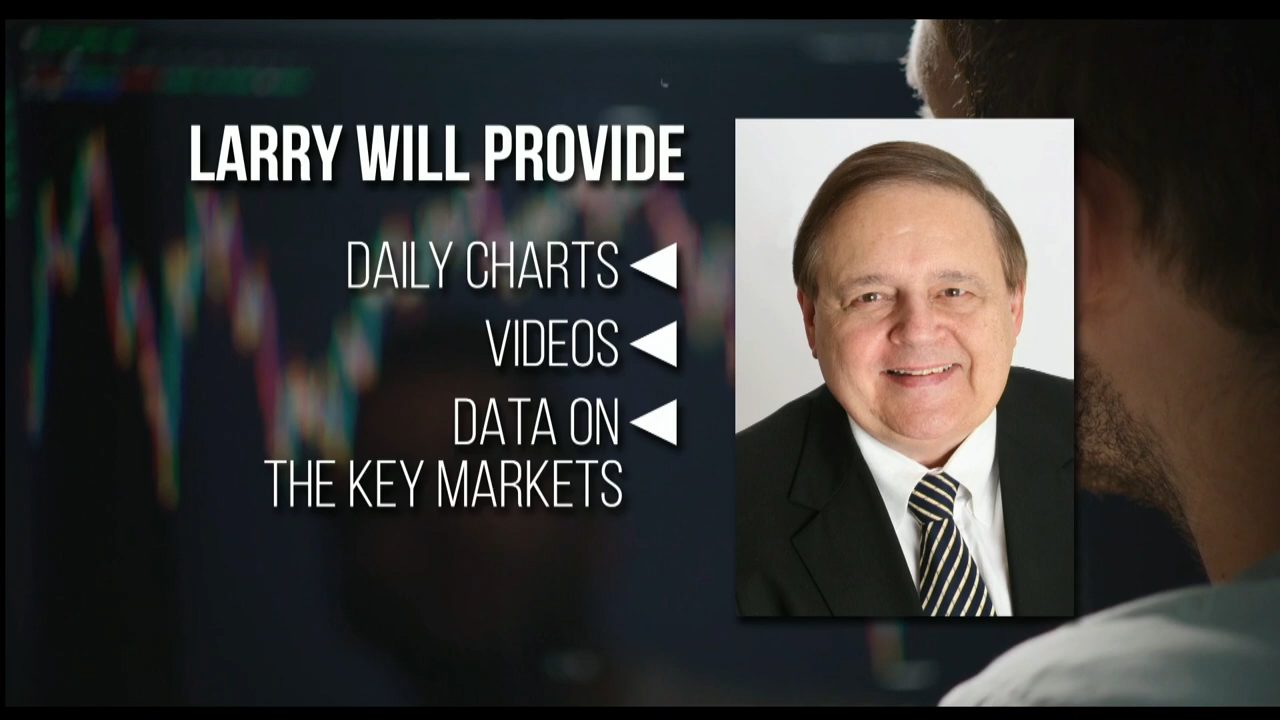 LARRY WILL PROVIDE
DAILY CHARTS
VIDEOS
DATA ON
THE KEY MARKETS